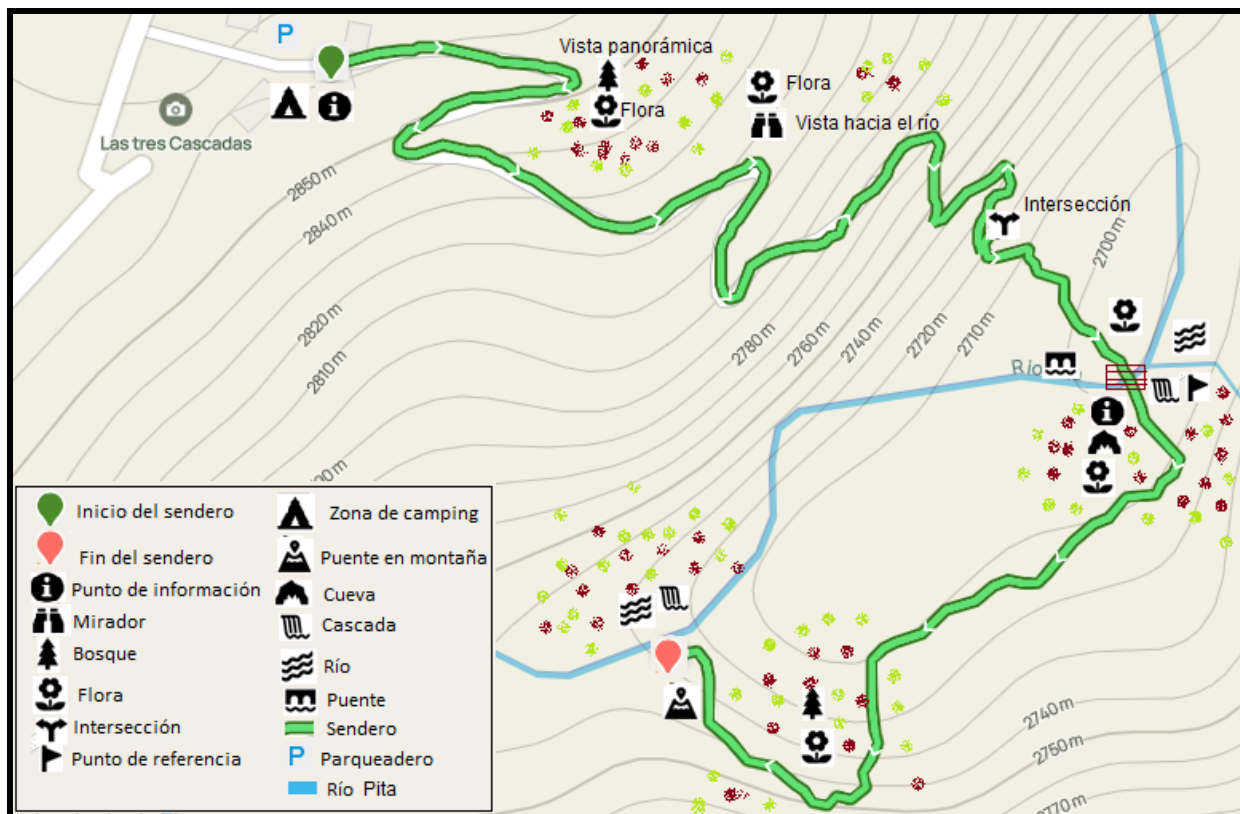 P
Vista panorámica
Flora
Flora
Vista hacia el río
Las tres Cascadas
Intersección
2850 m
2840 m
2820 m
2810 m
2780 m
2760 m
2740 m
2720 m
2710 m
2700 m
Río
2740 m
2750 m
2770 m
Inicio del sendero
Fin del sendero
Punto de información
Mirador
Bosque
Flora
Intersección
Punto de referencia
Zona de camping
Puente en montaña
Cueva
Cascada
Río
Puente
Sendero
P Parqueadero
Río Pita